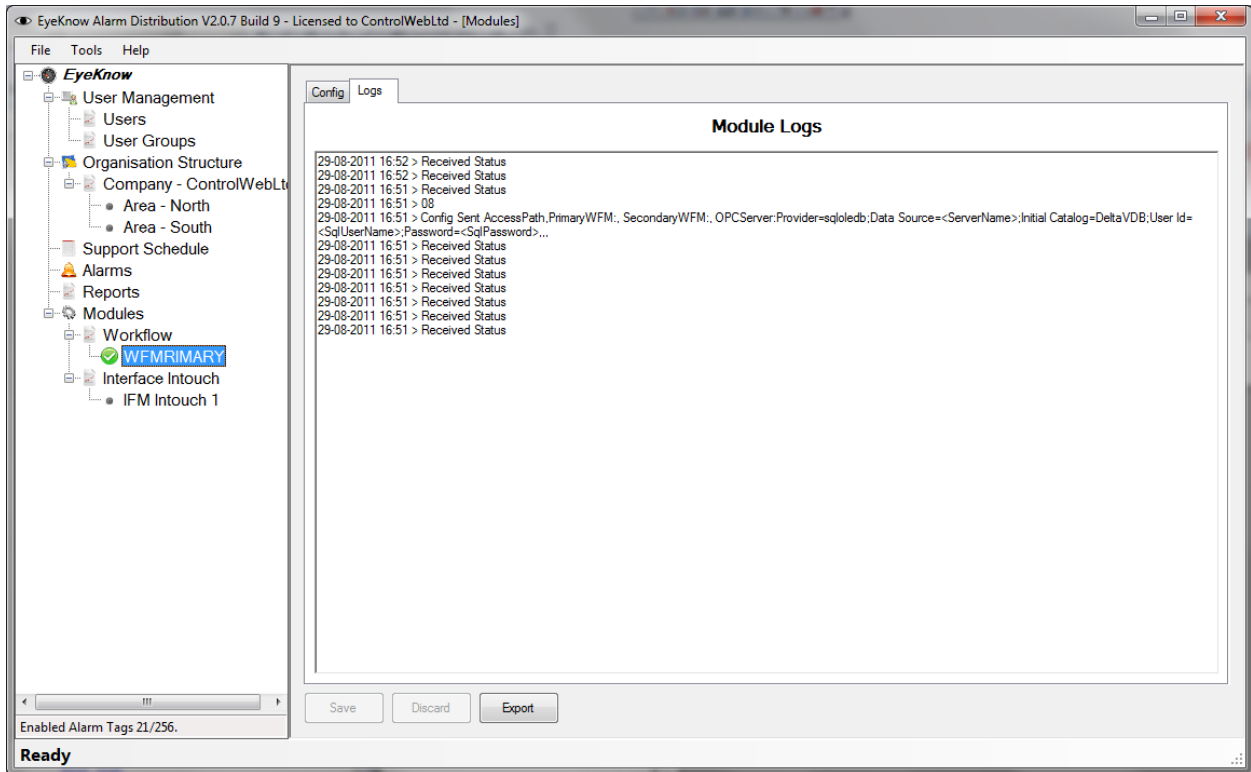 EyeKnow Alarm Distribution V2.0.7 Build 9 - Licensed to ControlWebLtd - [Modules]
File Tools Help
EyeKnow
User Management
Users
User Groups
Organisation Structure
Company - ControlWebLt
Area - North
Area - South
Support Schedule
Alarms
Reports
Modules
Workflow
WFMRIMARY
Interface Intouch
IFM Intouch 1
Enabled Alarm Tags 21/256.
Config Logs
Module Logs
29-08-2011 16:52 > Received Status
29-08-2011 16:52 > Received Status
29-08-2011 16:51 > Received Status
29-08-2011 16:51 > 08
29-08-2011 16:51 > Config Sent AccessPath,PrimaryWFM:, SecondaryWFM:, OPCServer:Provider=sqloledb;Data Source=<ServerName>;Initial Catalog=DeltaVDB;User Id=
<SqlUserName>;Password=<SqlPassword>,,,
29-08-2011 16:51 > Received Status
29-08-2011 16:51 > Received Status
29-08-2011 16:51 > Received Status
29-08-2011 16:51 > Received Status
29-08-2011 16:51 > Received Status
29-08-2011 16:51 > Received Status
29-08-2011 16:51 > Received Status
Save Discard Export
Ready